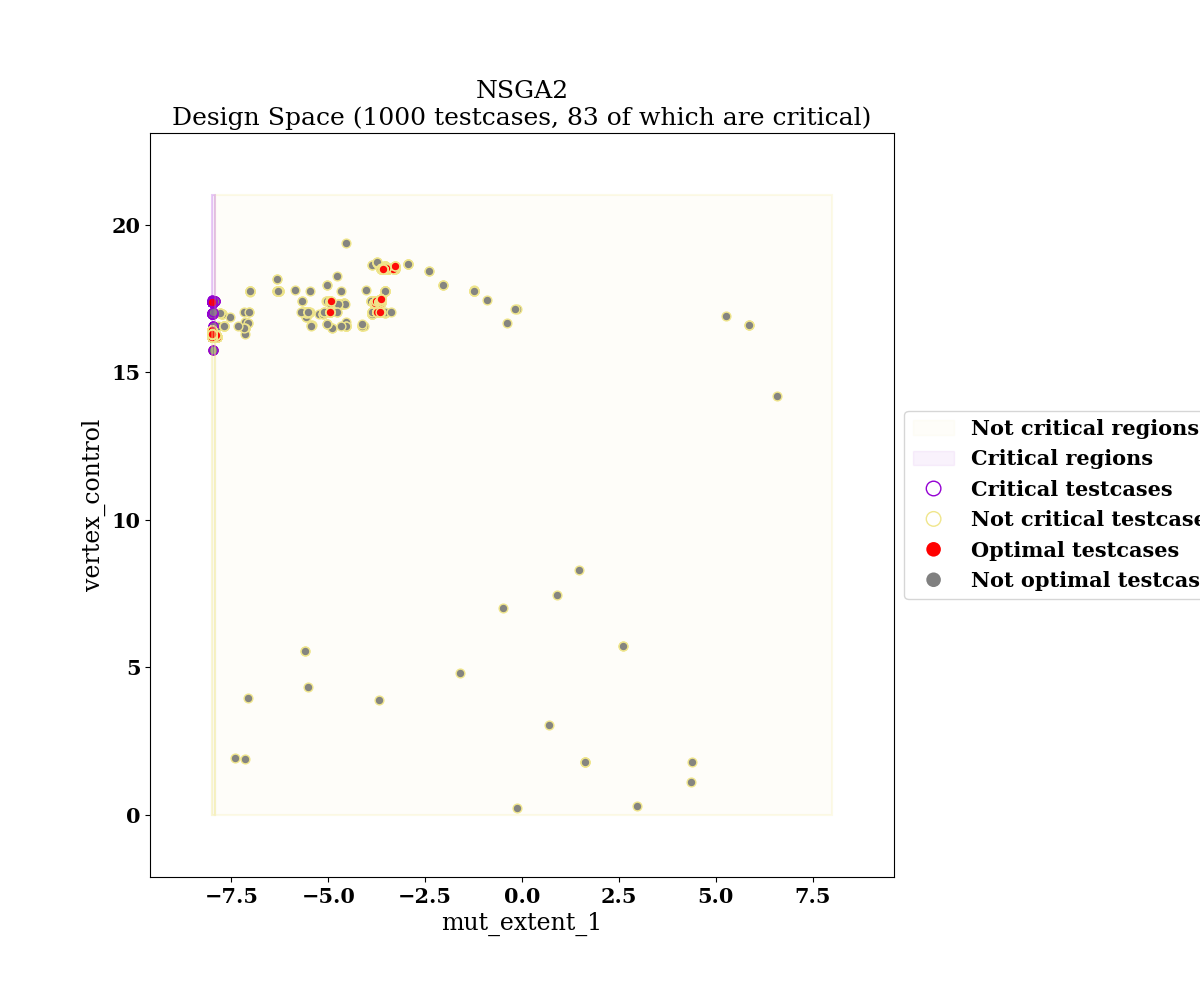 NSGA2
Design Space (1000 testcases, 83 of which are critical)
20
15
10
5
0
vertex_control
−7.5 −5.0 −2.5 0.0 2.5 5.0 7.5
mut_extent_1
Not critical regions
Critical regions
Critical testcases
Not critical testcase
Optimal testcases
Not optimal testcas